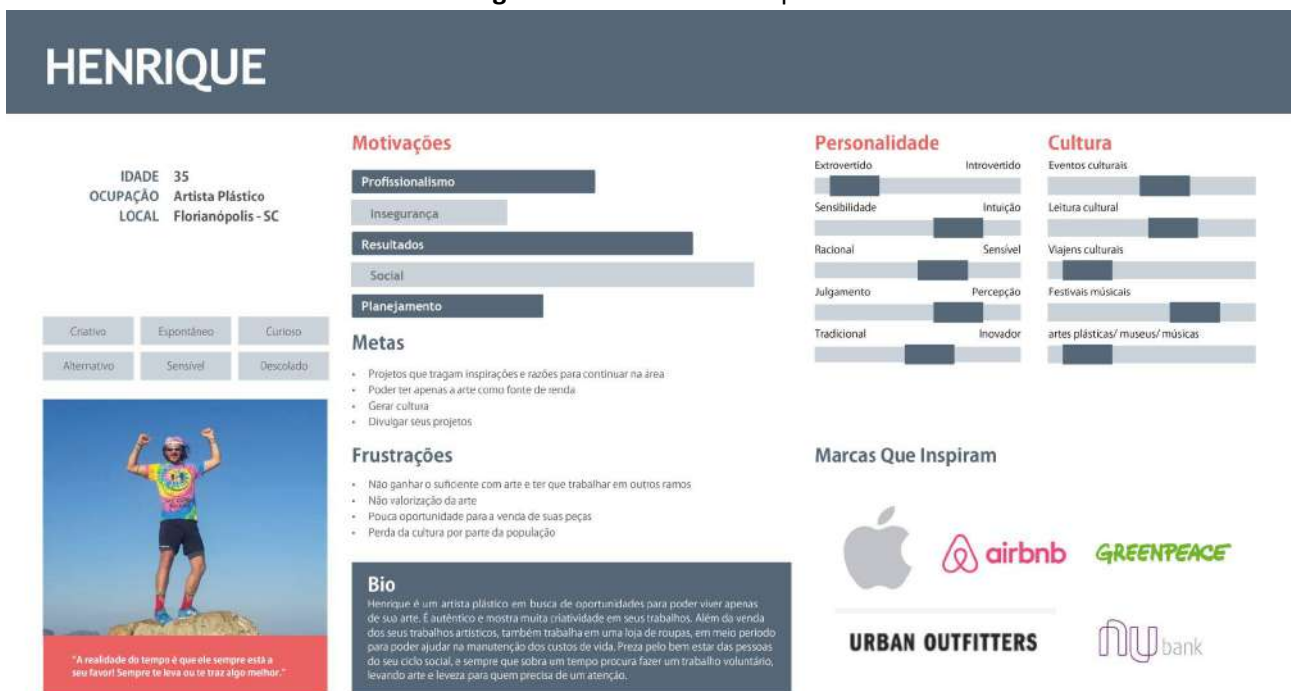 HENRIQUE
IDADE 35
OCUPAÇÃO Artista Plástico
LOCAL Florianópolis - SC
Criativo Espontâneo Curioso
Alternativo Sensível Descolado
"A realidade do tempo é que ele sempre está a
seu favor! Sempre te leva ou te traz algo melhor."
Motivações
Profissionalismo
Insegurança
Resultados
Social
Planejamento
Metas
• Projetos que tragam inspirações e razões para continuar na área
• Poder ter apenas a arte como fonte de renda
• Gerar cultura
• Divulgar seus projetos
Frustrações
• Não ganhar o suficiente com arte e ter que trabalhar em outros ramos
• Não valorização da arte
• Pouca oportunidade para a venda de suas peças
• Perda da cultura por parte da população
Bio
Henrique é um artista plástico em busca de oportunidades para poder viver apenas
de sua arte. É autêntico e mostra muita criatividade em seus trabalhos. Além da venda
dos seus trabalhos artísticos, também trabalha em uma loja de roupas, em meio período
para poder ajudar na manutenção dos custos de vida. Preza pelo bem estar das pessoas
do seu ciclo social, e sempre que sobra um tempo procura fazer um trabalho voluntário,
levando arte e leveza para quem precisa de um atenção.
Personalidade
Extrovertido Introvertido
Sensibilidade Intuição
Racional Sensível
Julgamento Percepção
Tradicional Inovador
Cultura
Eventos culturais
Leitura cultural
Viajens culturais
Festivais músicais
artes plásticas/ museus/ músicas
Marcas Que Inspiram
airbnb
GREENPEACE
URBAN OUTFITTERS
nu bank